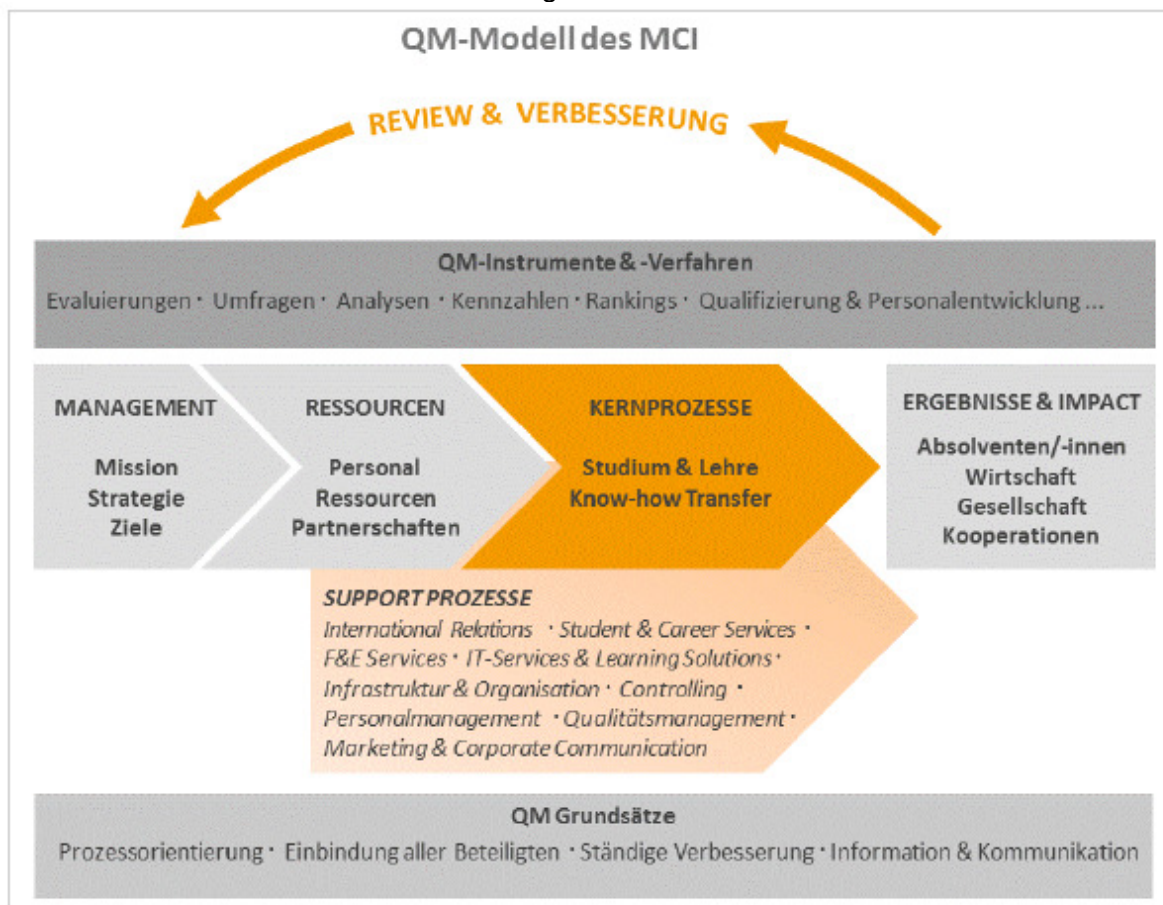 QM-Modell des MCI
REVIEW & VERBESSERUNG
QM-Instrumente & -Verfahren
Evaluierungen · Umfragen · Analysen · Kennzahlen · Rankings · Qualifizierung & Personalentwicklung ...
MANAGEMENT
Mission
Strategie
Ziele
RESSOURCEN
Personal
Ressourcen
Partnerschaften
KERNPROZESSE
Studium & Lehre
Know-how Transfer
ERGEBNISSE & IMPACT
Absolventen/-innen
Wirtschaft
Gesellschaft
Kooperationen
SUPPORT PROZESSE
International Relations · Student & Career Services ·
F&E Services · IT-Services & Learning Solutions ·
Infrastruktur & Organisation · Controlling ·
Personalmanagement · Qualitätsmanagement ·
Marketing & Corporate Communication
QM Grundsätze
Prozessorientierung · Einbindung aller Beteiligten · Ständige Verbesserung · Information & Kommunikation